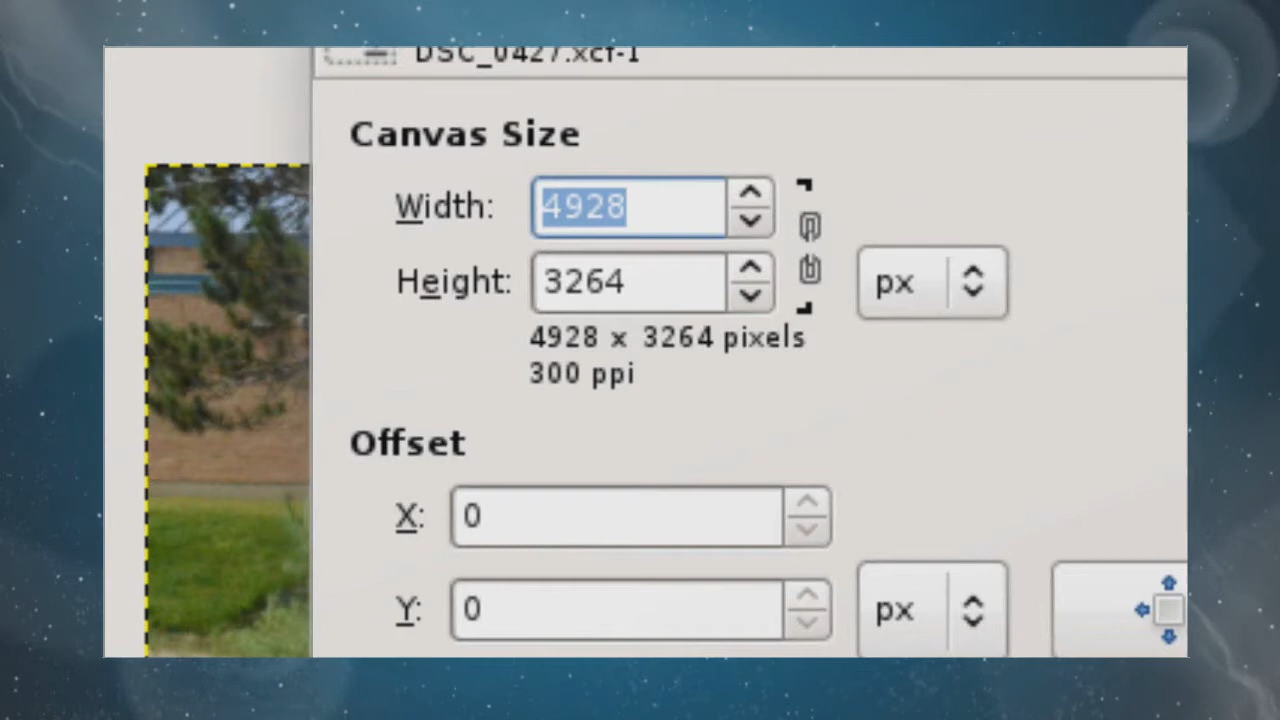 DSC_0427.xcf-1
Canvas Size
Width: 4928
Height: 3264 px
4928 x 3264 pixels
300 ppi
Offset
X: 0
Y: 0 px